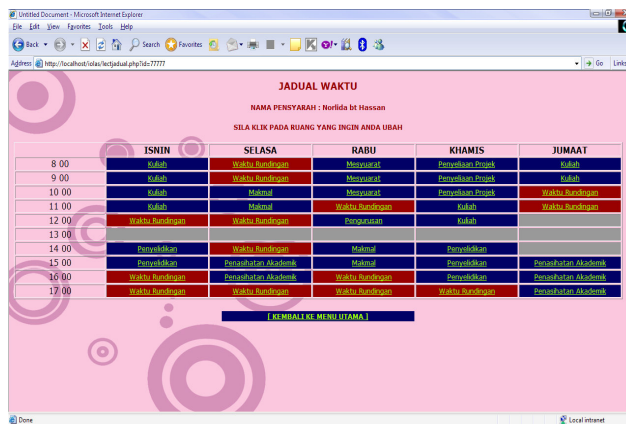 Untitled Document - Microsoft Internet Explorer
File Edit View Favorites Tools Help
Back Search Favorites
Address http://localhost/iolas/lectjadual.php?id=77777 Go Links
JADUAL WAKTU
NAMA PENSYARAH : Norlida bt Hassan
SILA KLIK PADA RUANG YANG INGIN ANDA UBAH
ISNIN SELASA RABU KHAMIS JUMAAT
8 00 Kuliah Waktu Rundingan Mesyuarat Penyeliaan Projek Kuliah
9 00 Kuliah Waktu Rundingan Mesyuarat Penyeliaan Projek Kuliah
10 00 Kuliah Makmal Mesyuarat Penyeliaan Projek Waktu Rundingan
11 00 Kuliah Makmal Waktu Rundingan Kuliah Waktu Rundingan
12 00 Waktu Rundingan Waktu Rundingan Pengurusan Kuliah
13 00
14 00 Penyelidikan Waktu Rundingan Makmal Penyelidikan
15 00 Penyelidikan Penasihatan Akademik Makmal Penyelidikan Penasihatan Akademik
16 00 Waktu Rundingan Penasihatan Akademik Waktu Rundingan Penyelidikan Penasihatan Akademik
17 00 Waktu Rundingan Waktu Rundingan Waktu Rundingan Waktu Rundingan Penasihatan Akademik
[ KEMBALI KE MENU UTAMA ]
Done Local intranet